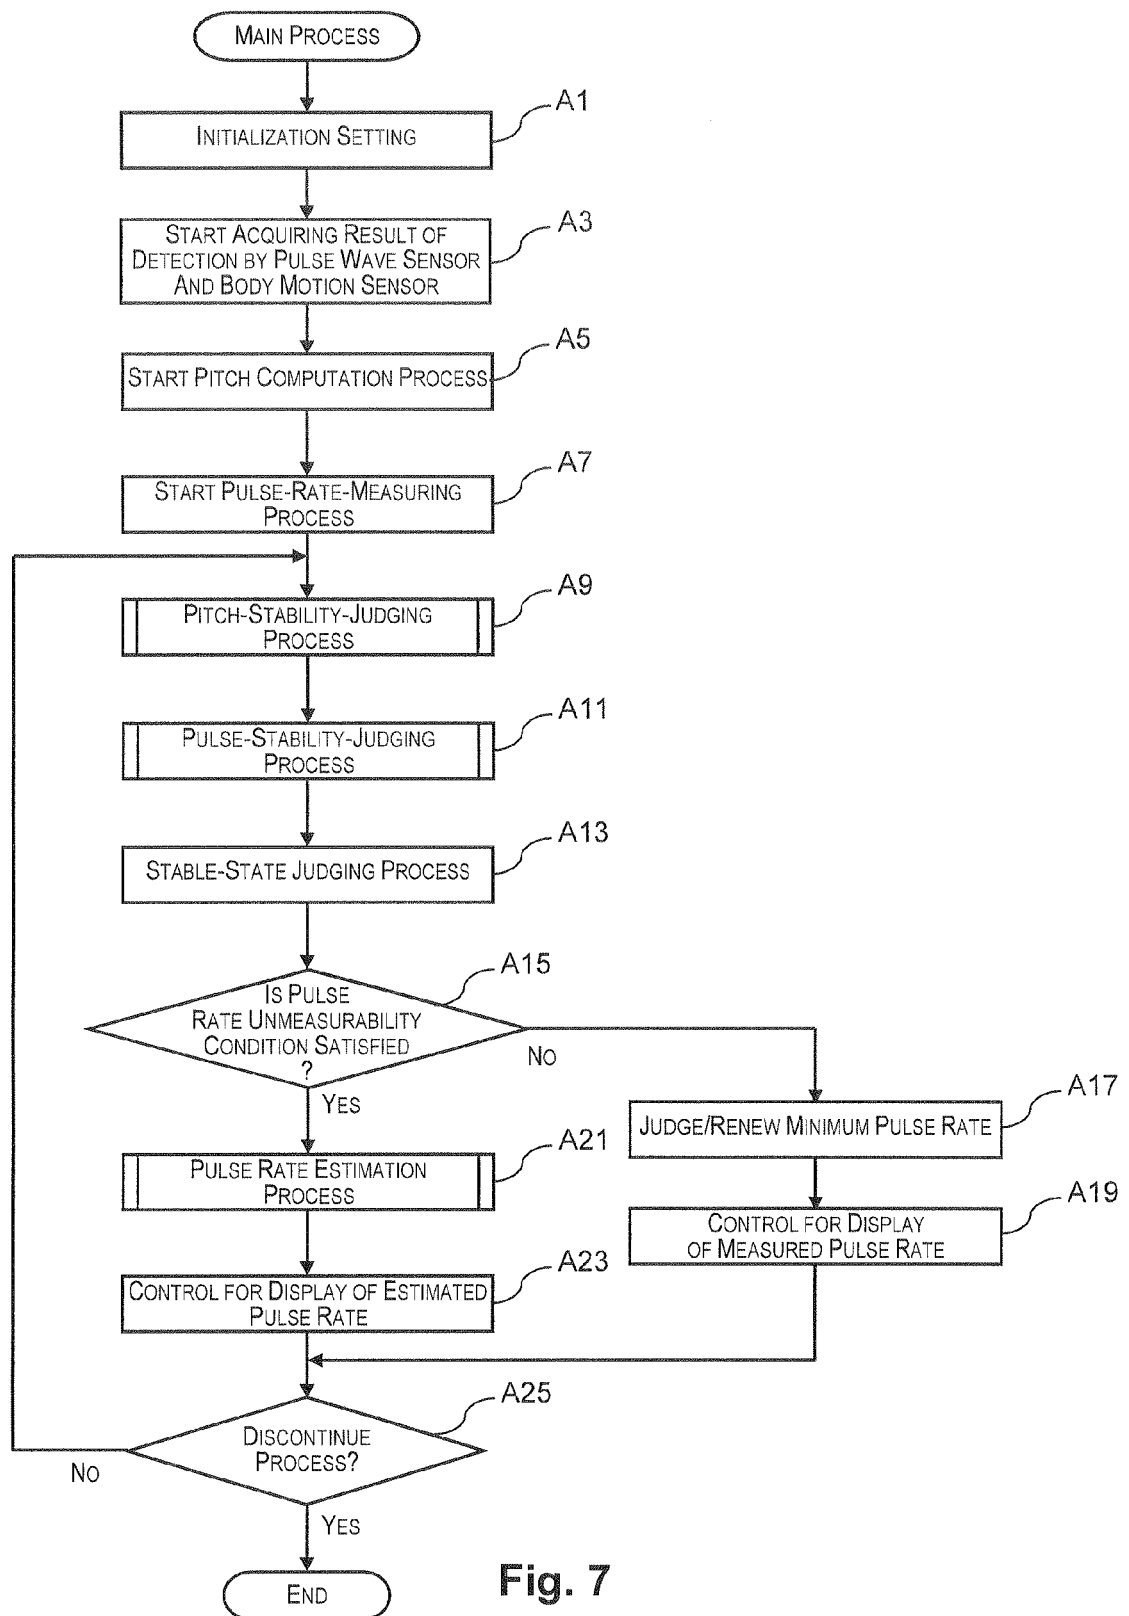 MAIN PROCESS
A1
INITIALIZATION SETTING
A3
START ACQUIRING RESULT OF
DETECTION BY PULSE WAVE SENSOR
AND BODY MOTION SENSOR
A5
START PITCH COMPUTATION PROCESS
A7
START PULSE-RATE-MEASURING
PROCESS
A9
PITCH-STABILITY-JUDGING
PROCESS
A11
PULSE-STABILITY-JUDGING
PROCESS
A13
STABLE-STATE JUDGING PROCESS
A15
IS PULSE
RATE UNMEASURABILITY
CONDITION SATISFIED
?
NO
YES
A17
JUDGE/RENEW MINIMUM PULSE RATE
A19
CONTROL FOR DISPLAY
OF MEASURED PULSE RATE
A21
PULSE RATE ESTIMATION
PROCESS
A23
CONTROL FOR DISPLAY OF ESTIMATED
PULSE RATE
A25
DISCONTINUE
PROCESS?
NO
YES
END
Fig. 7